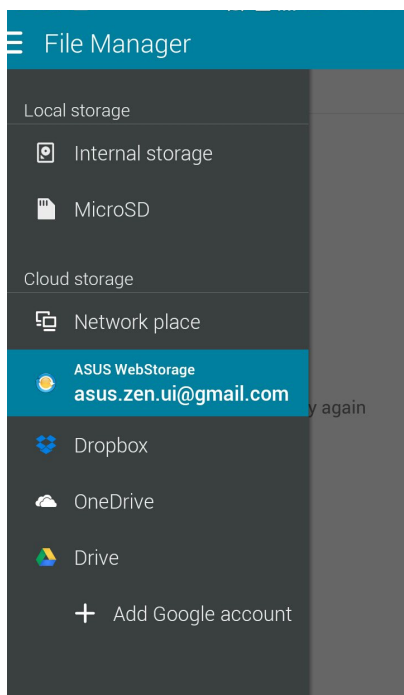 File Manager
Local storage
Internal storage
MicroSD
Cloud storage
Network place
ASUS WebStorage
asus.zen.ui@gmail.com
y again
Dropbox
OneDrive
Drive
+ Add Google account